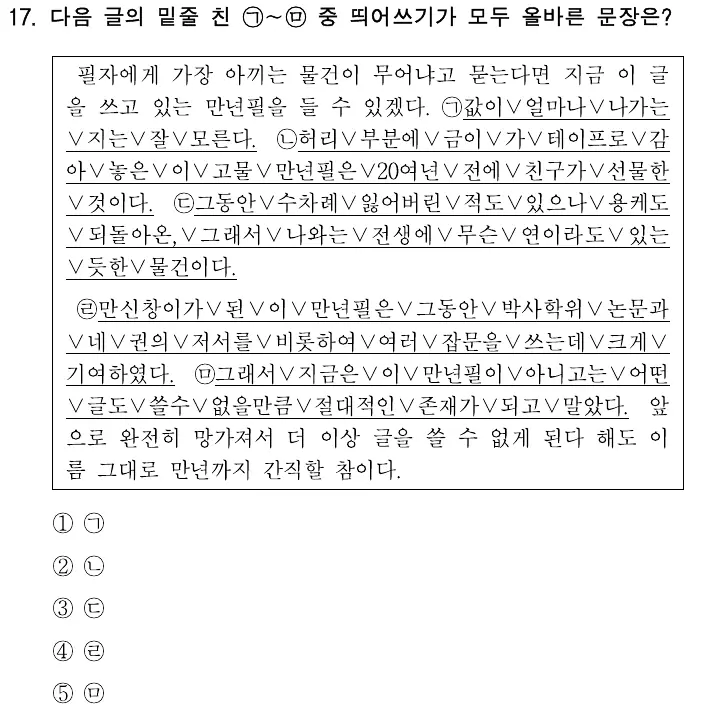 17. 다음 글의 밑줄 친 ㉠~㉤ 중 띄어쓰기가 모두 올바른 문장은?
필자에게 가장 아끼는 물건이 무어냐고 묻는다면 지금 이 글
을 쓰고 있는 만년필을 들 수 있겠다. ㉠값이∨얼마나∨나가는
∨지는∨잘∨모른다. ㉡허리∨부분에∨금이∨가∨테이프로∨감
아∨놓은∨이∨고물∨만년필은∨20여년∨전에∨친구가∨선물한
∨것이다. ㉢그동안∨수차례∨잃어버린∨적도∨있으나∨용케도
∨되돌아온,∨그래서∨나와는∨전생에∨무슨∨연이라도∨있는
∨듯한∨물건이다.
㉣만신창이가∨된∨이∨만년필은∨그동안∨박사학위∨논문과
∨네∨권의∨저서를∨비롯하여∨여러∨잡문을∨쓰는데∨크게∨
기여하였다. ㉤그래서∨지금은∨이∨만년필이∨아니고는∨어떤
∨글도∨쓸수∨없을만큼∨절대적인∨존재가∨되고∨말았다. 앞
으로 완전히 망가져서 더 이상 글을 쓸 수 없게 된다 해도 이
름 그대로 만년까지 간직할 참이다.
① ㉠
② ㉡
③ ㉢
④ ㉣
⑤ ㉤